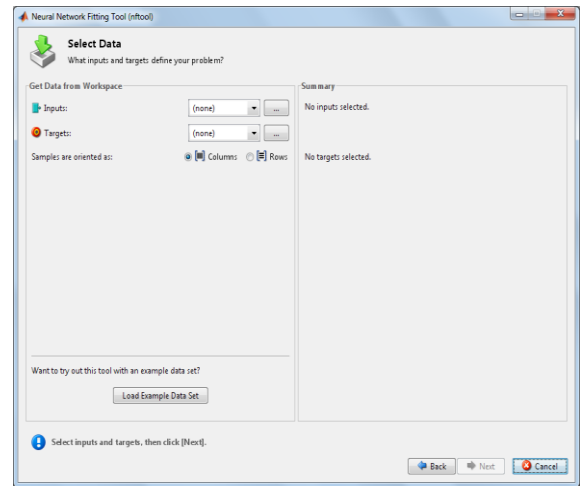 Neural Network Fitting Tool (nftool)
Select Data
What inputs and targets define your problem?
Get Data from Workspace
Inputs: (none) ...
Targets: (none) ...
Samples are oriented as: Columns Rows
Summary
No inputs selected.
No targets selected.
Want to try out this tool with an example data set?
Load Example Data Set
Select inputs and targets, then click [Next].
Back Next Cancel